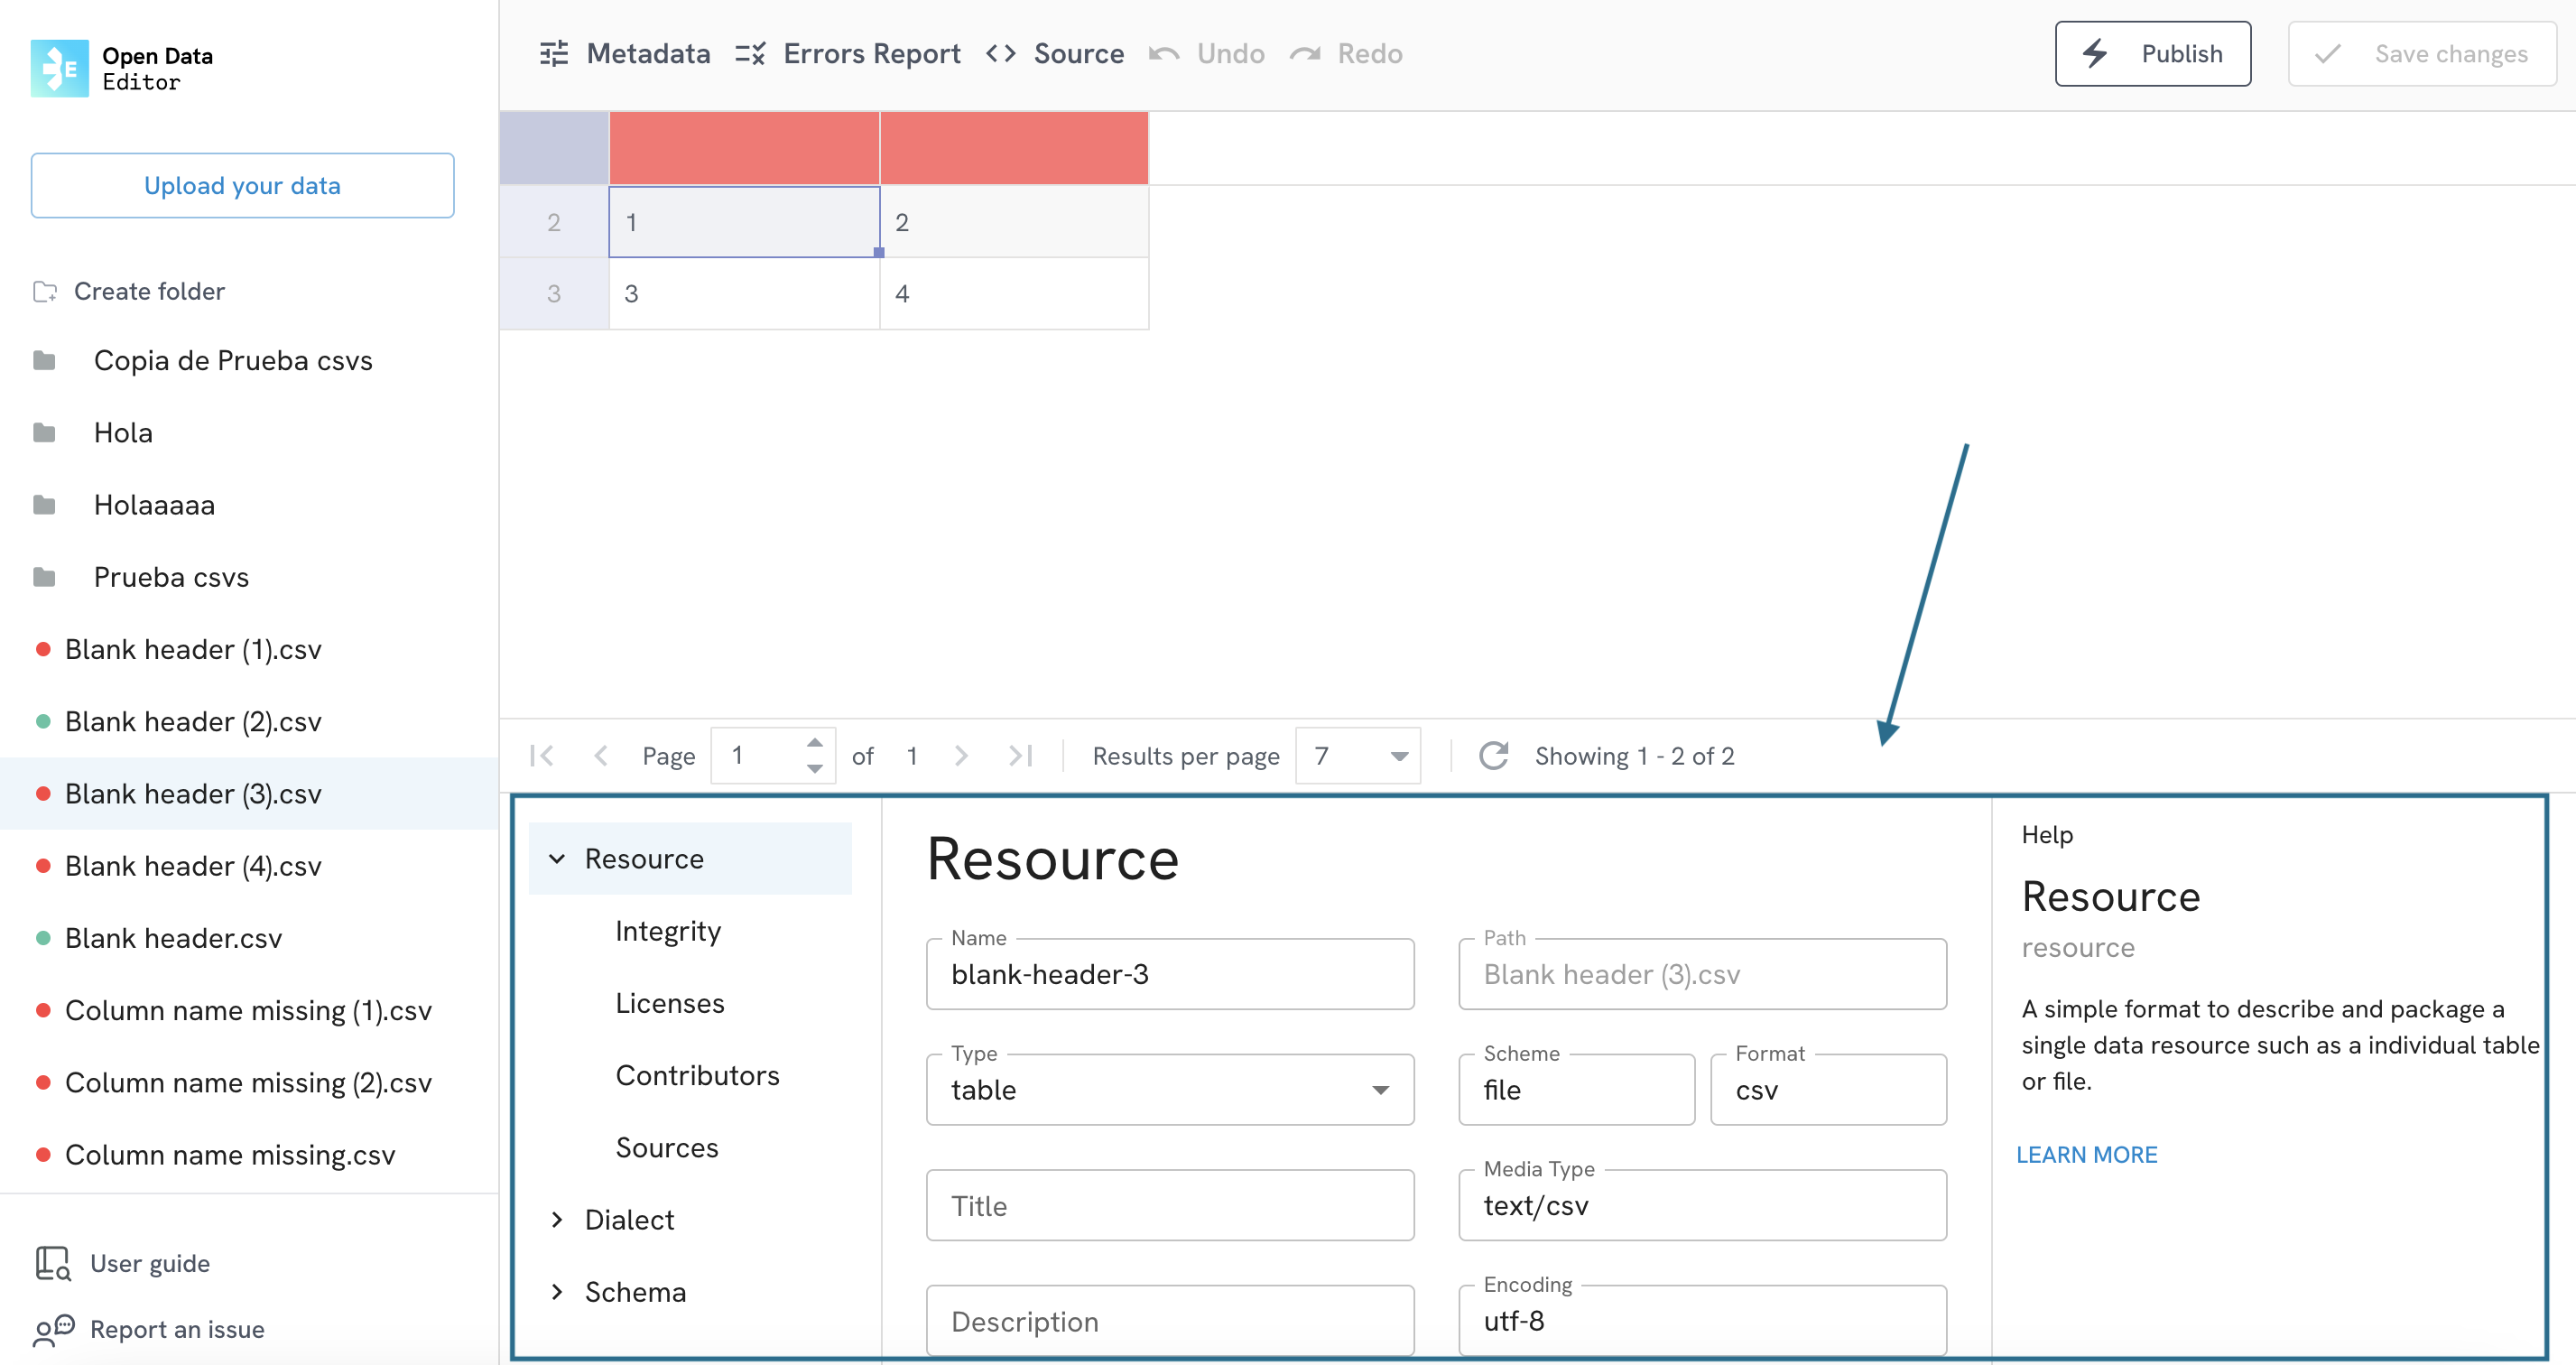 Open Data
Editor
Upload your data
Create folder
Copia de Prueba csvs
Hola
Holaaaaa
Prueba csvs
Blank header (1).csv
Blank header (2).csv
Blank header (3).csv
Blank header (4).csv
Blank header.csv
Column name missing (1).csv
Column name missing (2).csv
Column name missing.csv
User guide
Report an issue
Metadata Errors Report Source Undo Redo Publish Save changes
2 1 2
3 3 4
Page 1 of 1 Results per page 7 Showing 1 - 2 of 2
Resource
Integrity
Licenses
Contributors
Sources
Dialect
Schema
Resource
Name
blank-header-3
Path
Blank header (3).csv
Type
table
Scheme
file
Format
csv
Title
Media Type
text/csv
Description
Encoding
utf-8
Help
Resource
resource
A simple format to describe and package a
single data resource such as a individual table
or file.
LEARN MORE